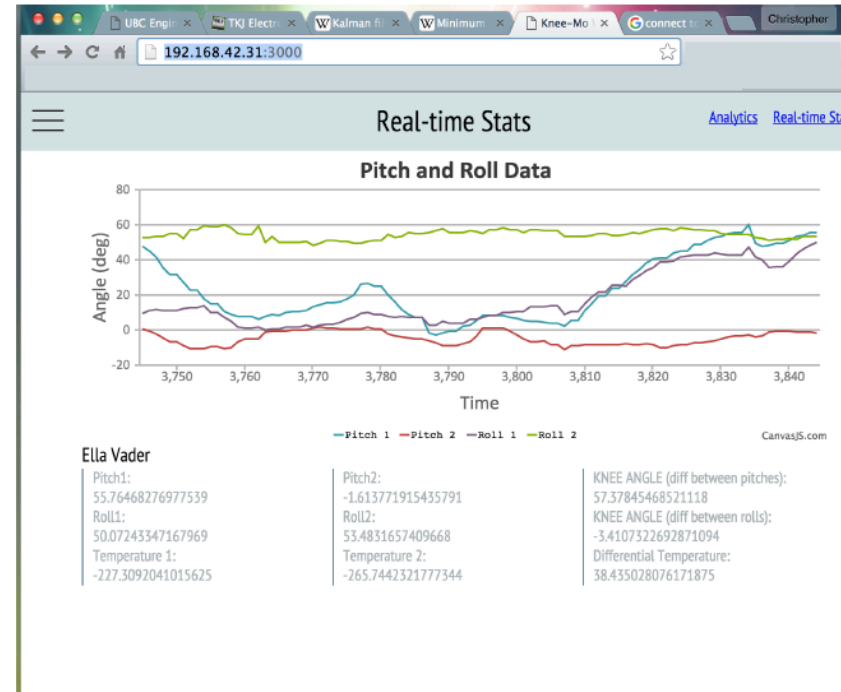 UBC Engin
TKJ Electr
Kalman fil
Minimum
Knee-Mo
connect to
Christopher
192.168.42.31:3000
Real-time Stats
Analytics Real-time Sta
Pitch and Roll Data
80
60
40
20
0
-20
Angle (deg)
3,750 3,760 3,770 3,780 3,790 3,800 3,810 3,820 3,830 3,840
Time
Pitch 1 Pitch 2 Roll 1 Roll 2
CanvasJS.com
Ella Vader
Pitch1:
55.76468276977539
Roll1:
50.07243347167969
Temperature 1:
-227.3092041015625
Pitch2:
-1.613771915435791
Roll2:
53.4831657409668
Temperature 2:
-265.7442321777344
KNEE ANGLE (diff between pitches):
57.37845468521118
KNEE ANGLE (diff between rolls):
-3.4107322692871094
Differential Temperature:
38.435028076171875